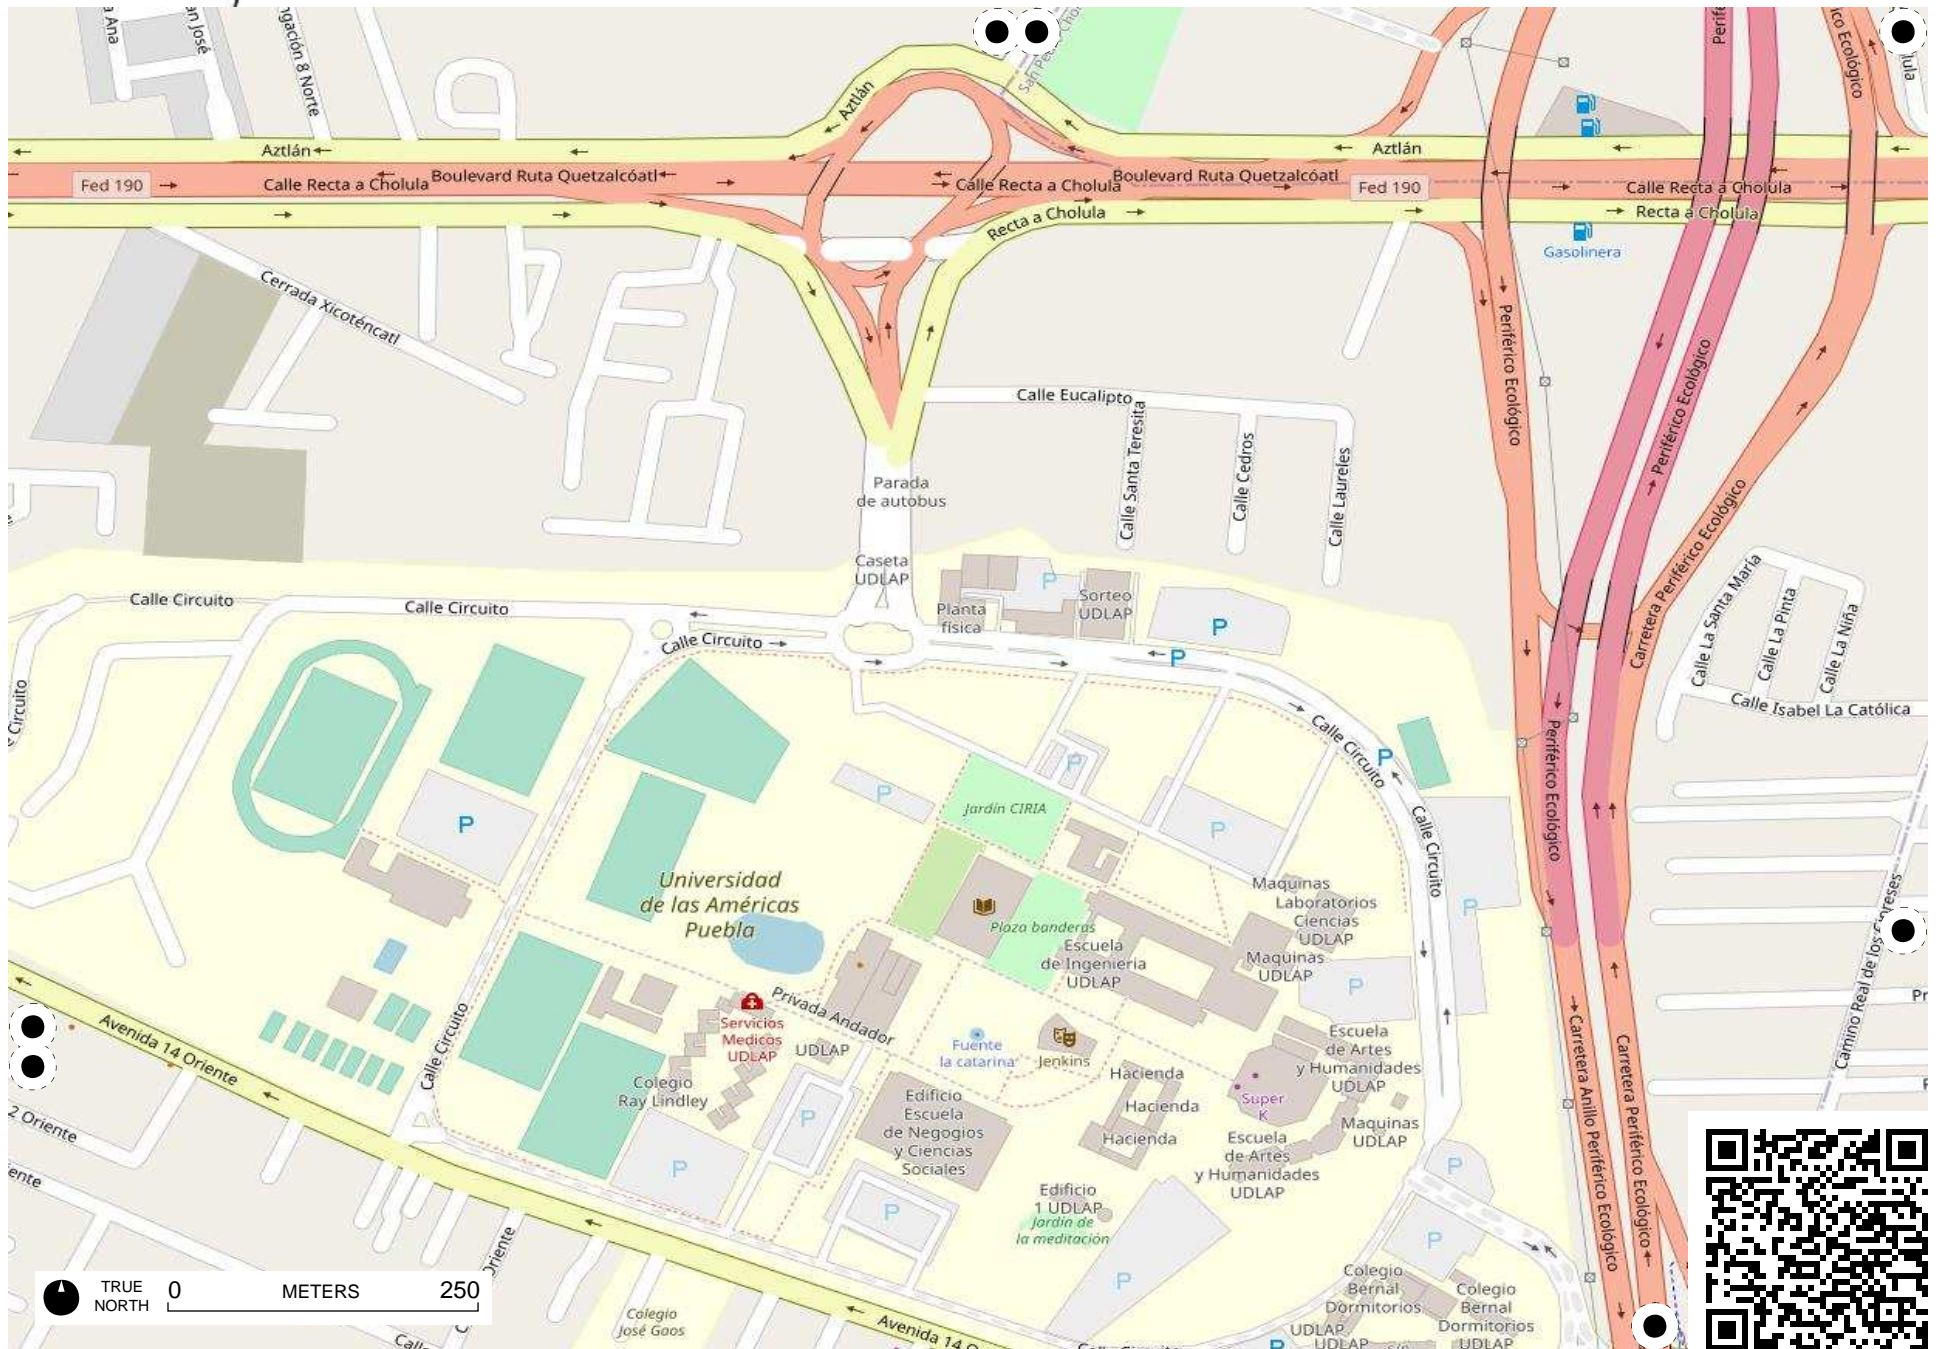 San José
Aztlán
Aztlán
Aztlán
Fed 190
Calle Recta a Cholula
Boulevard Ruta Quetzalcóatl
Calle Recta a Cholula
Boulevard Ruta Quetzalcóatl
Fed 190
Calle Recta a Cholula
Recta a Cholula
Recta a Cholula
Gasolinera
Cerrada Xicoténcatl
Periférico Ecológico
Periférico Ecológico
Calle Eucalipto
Calle Santa Teresita
Calle Cedros
Calle Laureles
Parada
de autobus
Caseta
UDLAP
Carretera Periférico Ecológico
Calle La Santa María
Calle La Pinta
Calle La Niña
Calle Isabel La Católica
Calle Circuito
Calle Circuito
Calle Circuito
Planta
física
P
Sorteo
UDLAP
P
P
Circuito
Calle Circuito
P
Periférico Ecológico
P
P
P
Jardín CIRIA
P
Calle Circuito
Universidad
de las Américas
Puebla
Plaza banderas
Maquinas
Laboratorios
Ciencias
UDLAP
Escuela
de Ingenieria
UDLAP
Maquinas
UDLAP
P
P
Camino Real de los Cipreses
Privada Andador
Servicios
Medicos
UDLAP
UDLAP
Fuente
la catarina
Jenkins
Escuela
de Artes
y Humanidades
UDLAP
Calle Circuito
Avenida 14 Oriente
2 Oriente
Colegio
Ray Lindley
P
Edificio
Escuela
de Negogios
y Ciencias
Sociales
Hacienda
Hacienda
Hacienda
Super
K
Maquinas
UDLAP
Escuela
de Artes
y Humanidades
UDLAP
Carretera Anillo Periférico Ecológico
Carretera Periférico Ecológico
P
P
P
Edificio
1 UDLAP
Jardín de
la meditación
P
P
Oriente
Colegio
José Gaos
Avenida 14 O
Calle Circuito
Colegio
Bernal
Dormitorios
UDLAP
UDLAP
Colegio
Bernal
Dormitorios
UDLAP
P
TRUE
NORTH
0 METERS 250